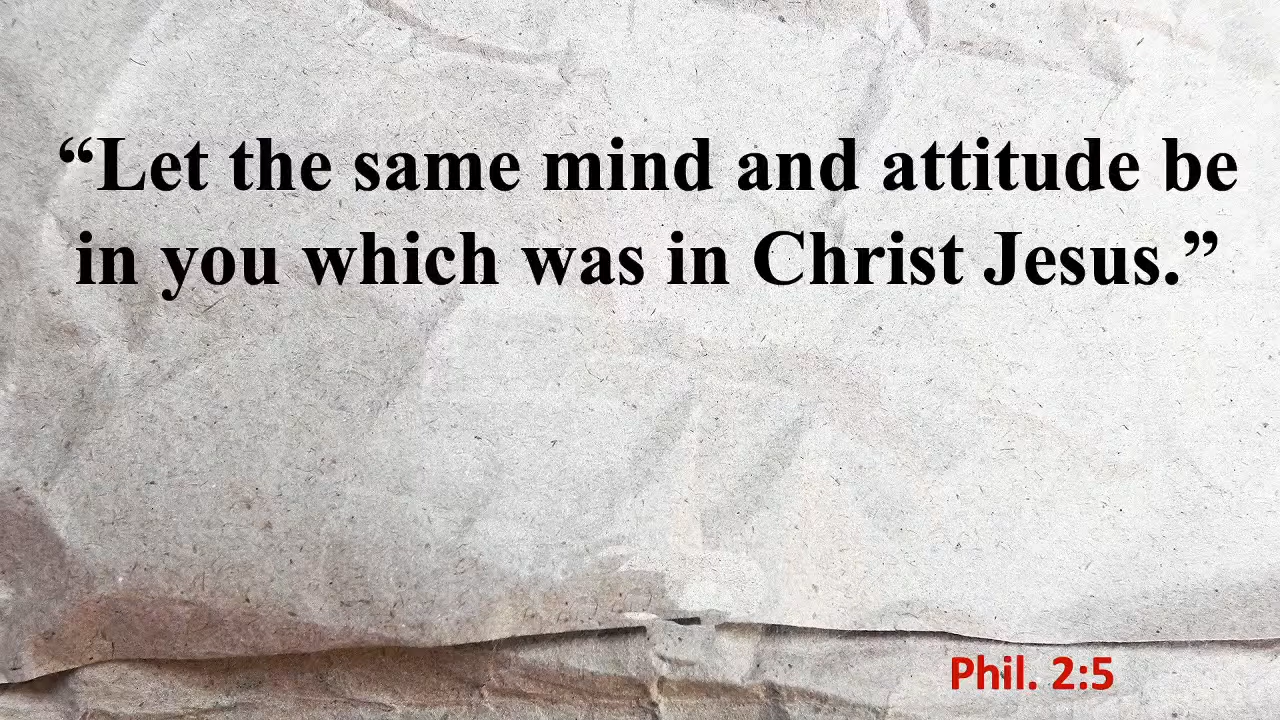 “Let the same mind and attitude be
in you which was in Christ Jesus.”
Phil. 2:5